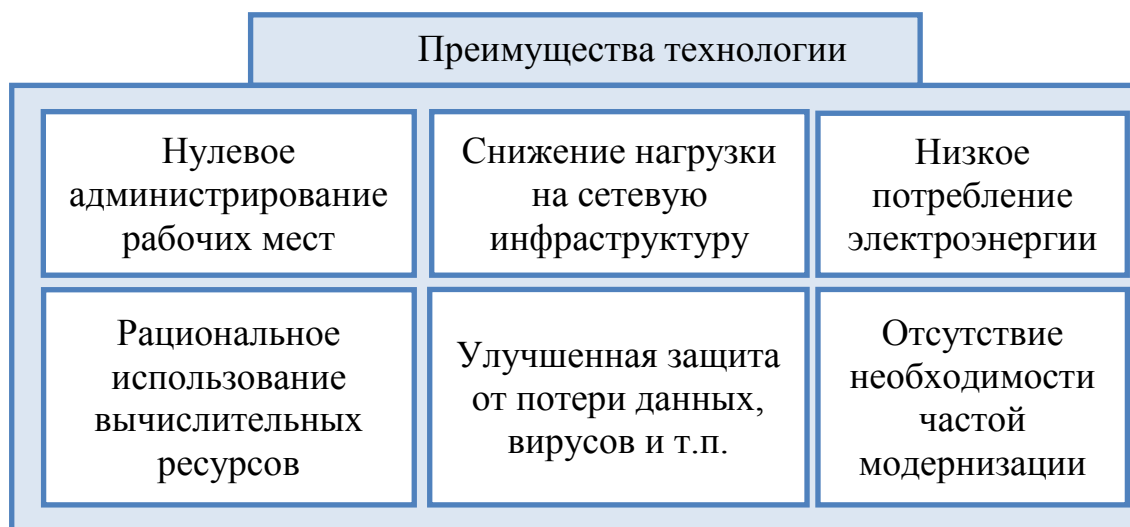 Преимущества технологии
Нулевое
администрирование
рабочих мест
Снижение нагрузки
на сетевую
инфраструктуру
Низкое
потребление
электроэнергии
Рациональное
использование
вычислительных
ресурсов
Улучшенная защита
от потери данных,
вирусов и т.п.
Отсутствие
необходимости
частой
модернизации